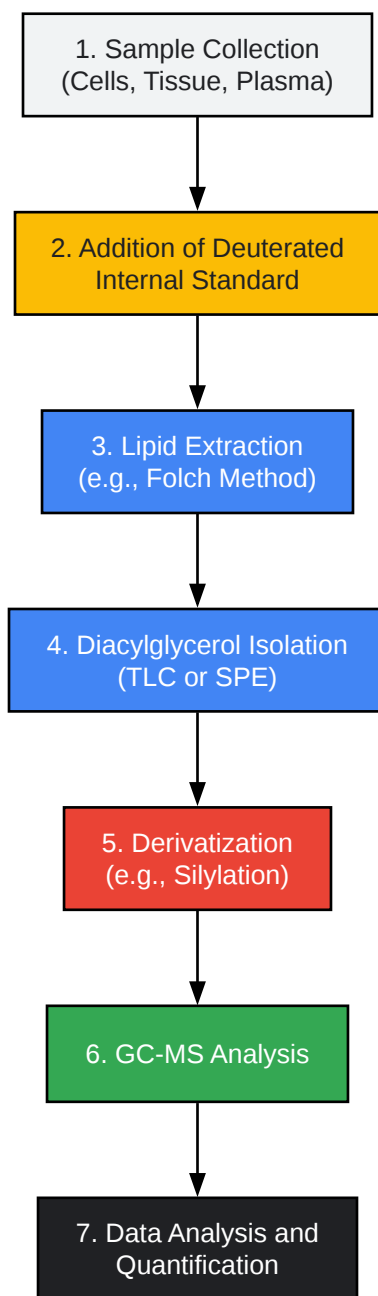 1. Sample Collection
(Cells, Tissue, Plasma)
2. Addition of Deuterated
Internal Standard
3. Lipid Extraction
(e.g., Folch Method)
4. Diacylglycerol Isolation
(TLC or SPE)
5. Derivatization
(e.g., Silylation)
6. GC-MS Analysis
7. Data Analysis and
Quantification